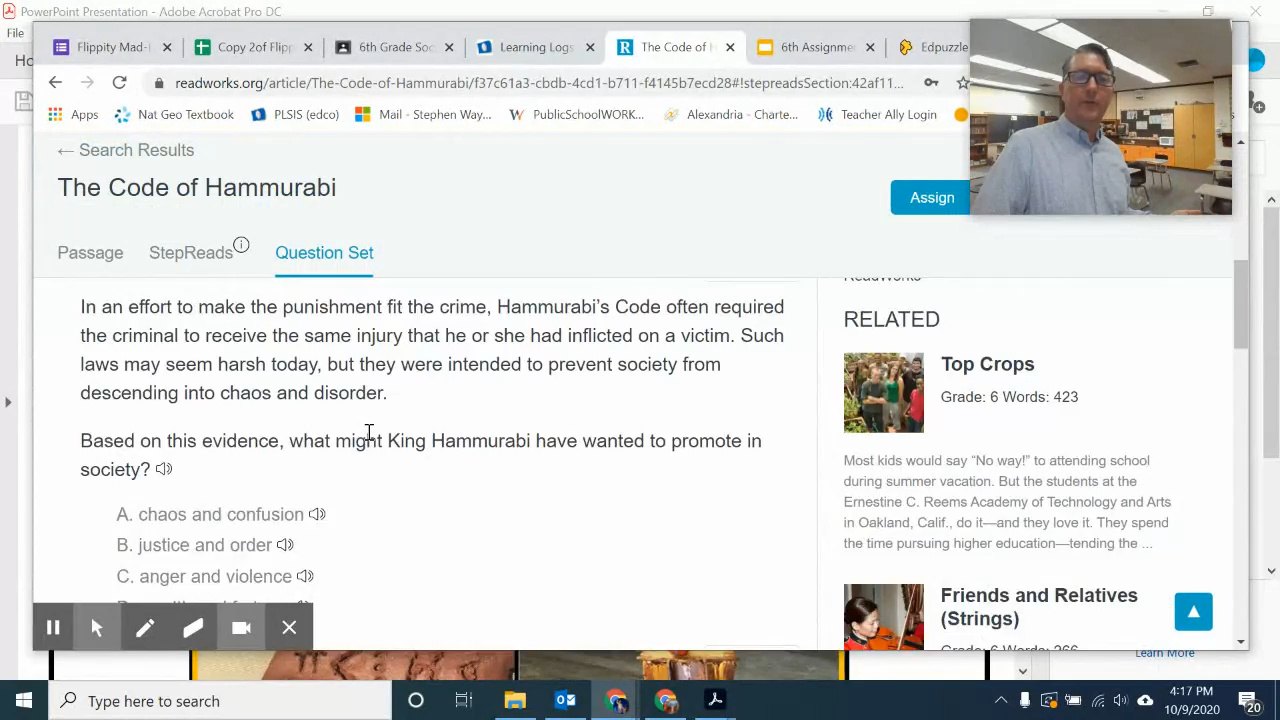 PowerPoint Presentation - Adobe Acrobat Pro DC
File
Flippity Mad-
Copy 2of Flipp
6th Grade Soc
Learning Logs
The Code of H
6th Assignme
Edpuzzle
readworks.org/article/The-Code-of-Hammurabi/f37c61a3-cbdb-4cd1-b711-f4145b7ecd28#!stepreadsSection:42af11...
Apps
Nat Geo Textbook
PLSIS (edco)
Mail - Stephen Way...
PublicSchoolWORK...
Alexandria - Charte...
Teacher Ally Login
← Search Results
The Code of Hammurabi
Assign
Passage
StepReads
Question Set
In an effort to make the punishment fit the crime, Hammurabi's Code often required
the criminal to receive the same injury that he or she had inflicted on a victim. Such
laws may seem harsh today, but they were intended to prevent society from
descending into chaos and disorder.
Based on this evidence, what might King Hammurabi have wanted to promote in
society?
A. chaos and confusion
B. justice and order
C. anger and violence
RELATED
Top Crops
Grade: 6 Words: 423
Most kids would say “No way!” to attending school
during summer vacation. But the students at the
Ernestine C. Reems Academy of Technology and Arts
in Oakland, Calif., do it—and they love it. They spend
the time pursuing higher education—tending the ...
Friends and Relatives
(Strings)
Learn More
Type here to search
4:17 PM
10/9/2020
20